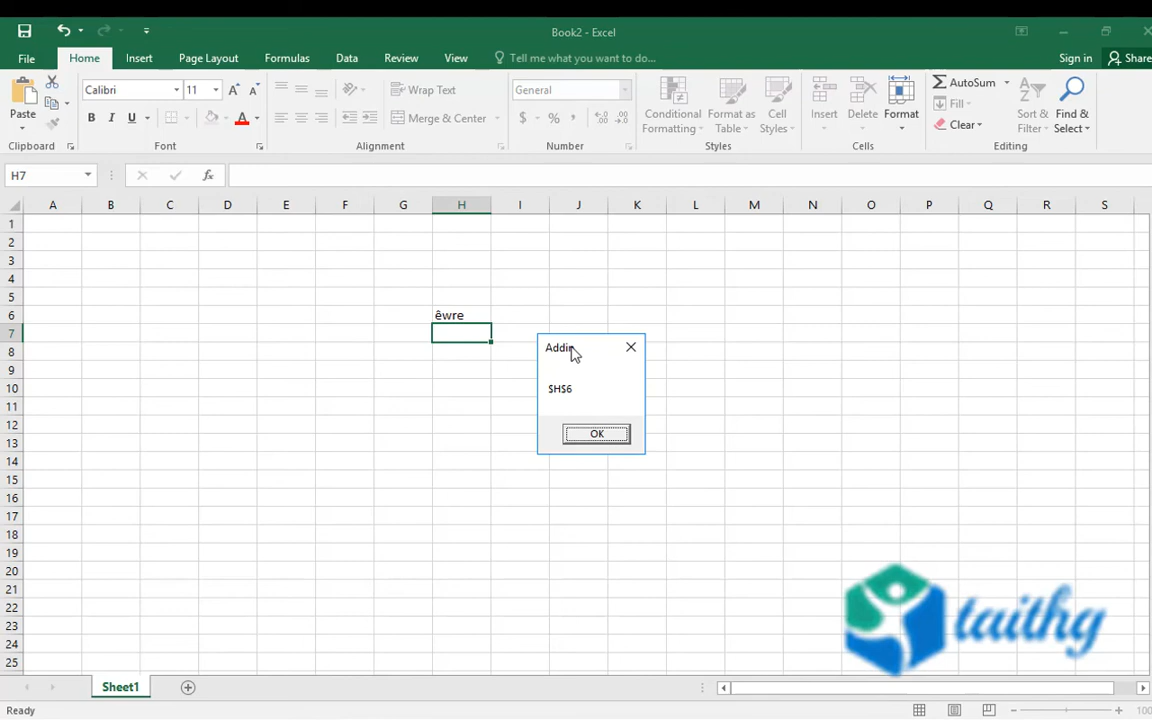 Book2 - Excel
File Home Insert Page Layout Formulas Data Review View Tell me what you want to do... Sign in Share
Paste
Clipboard
Calibri 11
B I U A
Font
Wrap Text
Merge & Center
Alignment
General
$ % ,
Number
Conditional Formatting
Format as Table
Cell Styles
Styles
Insert
Delete
Format
Cells
AutoSum
Fill
Clear
Sort & Filter
Find & Select
Editing
H7 fx
A B C D E F G H I J K L M N O P Q R S
1
2
3
4
5
6 êwre
7
8
9
10
11
12
13
14
15
16
17
18
19
20
21
22
23
24
25
$H$6
OK
taithg
Sheet1
Ready
100